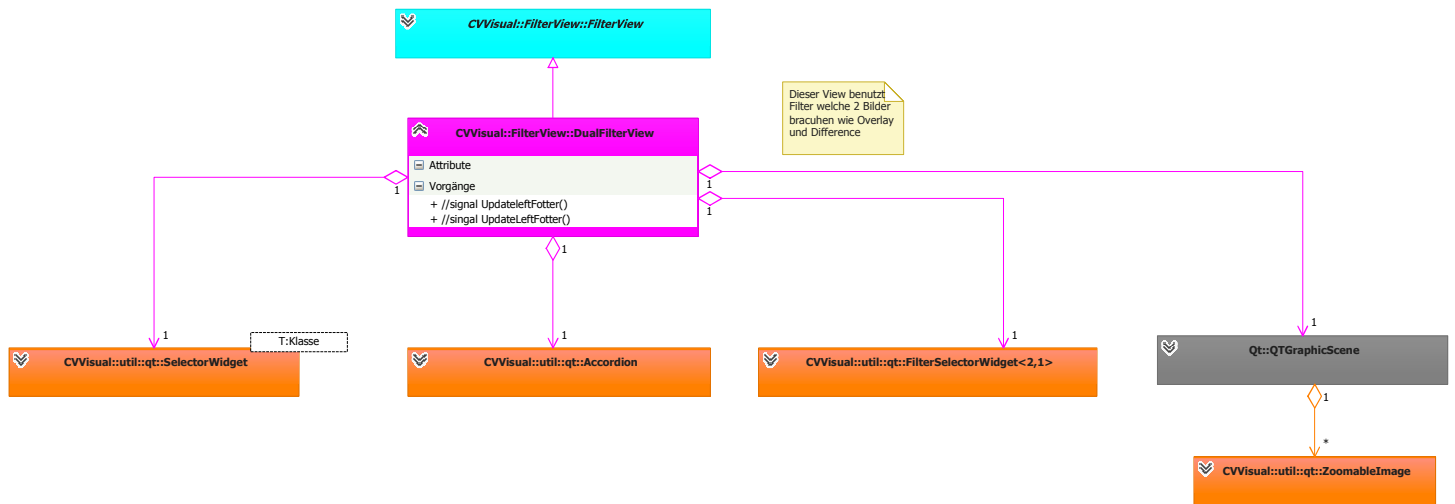 CVVisual::FilterView::FilterView
Dieser View benutzt
Filter welche 2 Bilder
bracuhen wie Overlay
und Difference
CVVisual::FilterView::DualFilterView
Attribute
Vorgänge
+ //signal UpdateleftFotter()
+ //singal UpdateLeftFotter()
1
1
1
1
1
1
1
1
T:Klasse
CVVisual::util::qt::SelectorWidget
CVVisual::util::qt::Accordion
CVVisual::util::qt::FilterSelectorWidget<2,1>
Qt::QTGraphicScene
1
*
CVVisual::util::qt::ZoomableImage